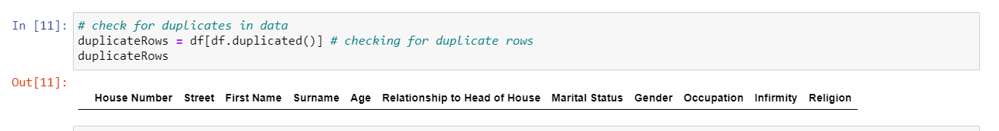 In [11]: # check for duplicates in data
duplicateRows = df[df.duplicated()] # checking for duplicate rows
duplicateRows
Out[11]:
House Number Street First Name Surname Age Relationship to Head of House Marital Status Gender Occupation Infirmity Religion